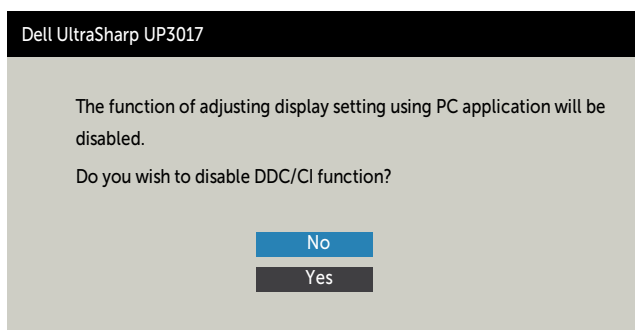 Dell UltraSharp UP3017
The function of adjusting display setting using PC application will be
disabled.
Do you wish to disable DDC/CI function?
No
Yes